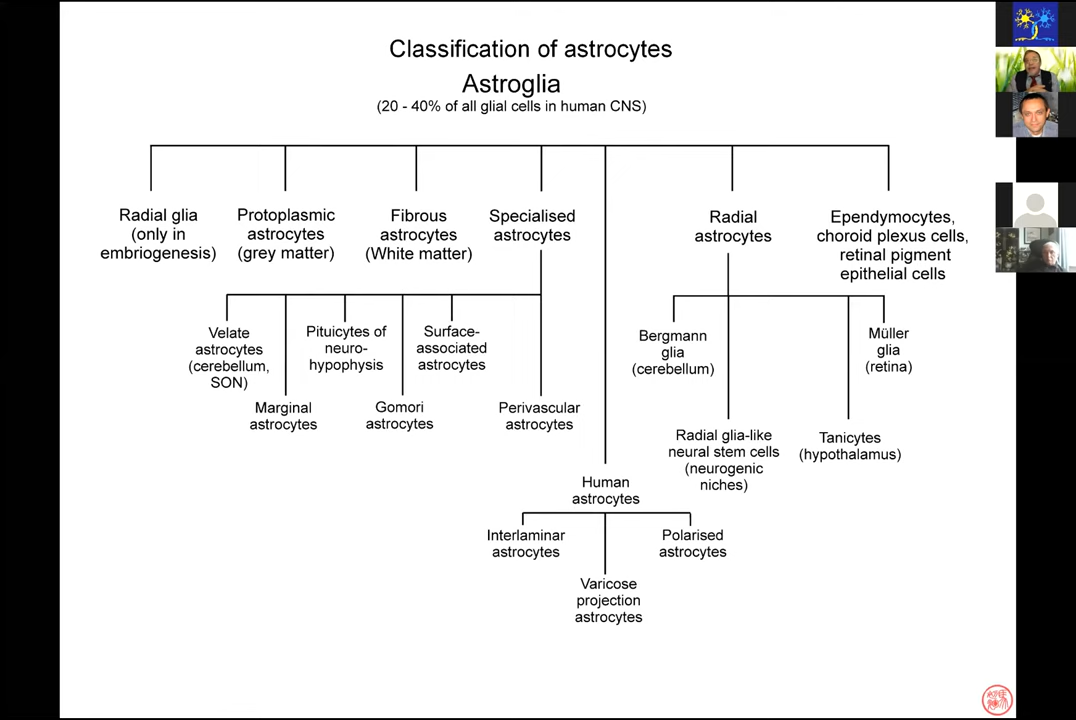 Classification of astrocytes
Astroglia
(20 - 40% of all glial cells in human CNS)
Radial glia
(only in
embriogenesis)
Protoplasmic
astrocytes
(grey matter)
Fibrous
astrocytes
(White matter)
Specialised
astrocytes
Radial
astrocytes
Ependymocytes,
choroid plexus cells,
retinal pigment
epithelial cells
Velate
astrocytes
(cerebellum,
SON)
Marginal
astrocytes
Pituicytes of
neuro-
hypophysis
Gomori
astrocytes
Surface-
associated
astrocytes
Perivascular
astrocytes
Bergmann
glia
(cerebellum)
Radial glia-like
neural stem cells
(neurogenic
niches)
Tanicytes
(hypothalamus)
Müller
glia
(retina)
Human
astrocytes
Interlaminar
astrocytes
Varicose
projection
astrocytes
Polarised
astrocytes